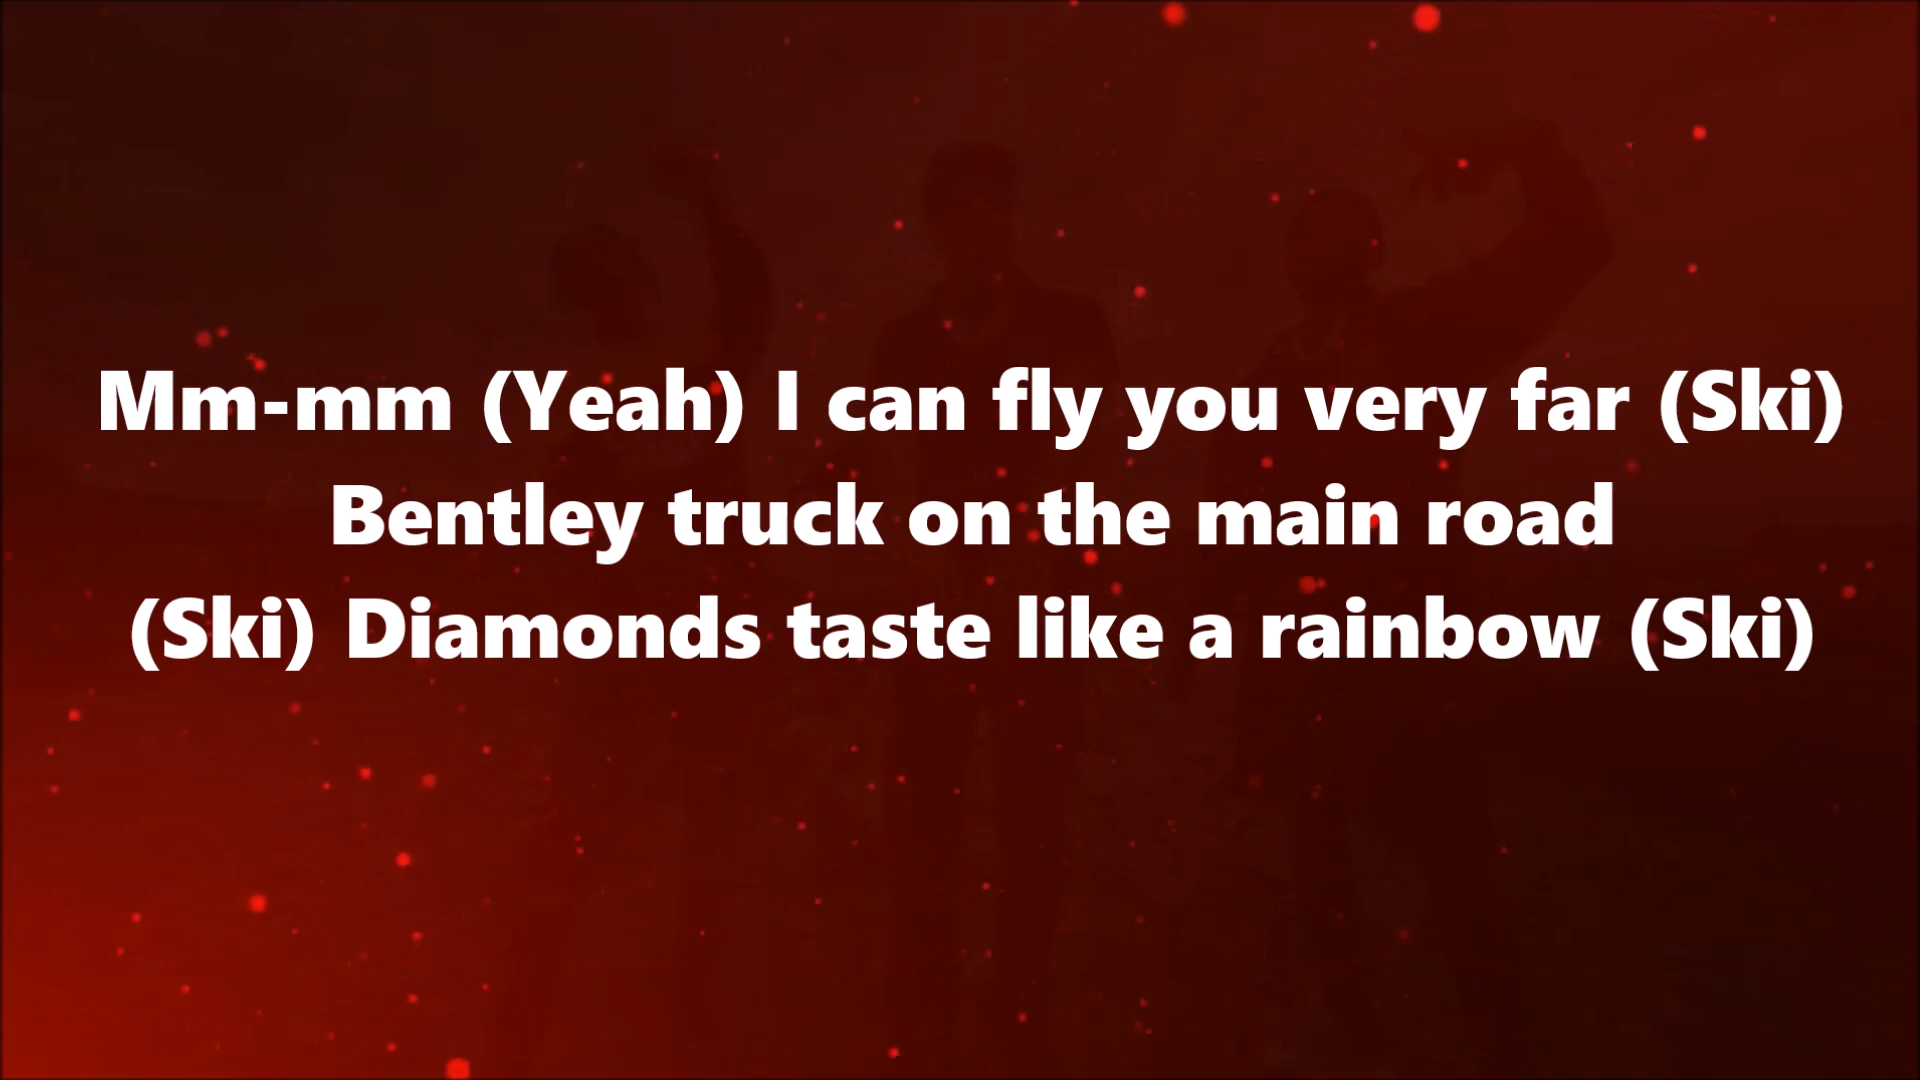 Mm-mm (Yeah) I can fly you very far (Ski)
Bentley truck on the main road
(Ski) Diamonds taste like a rainbow (Ski)